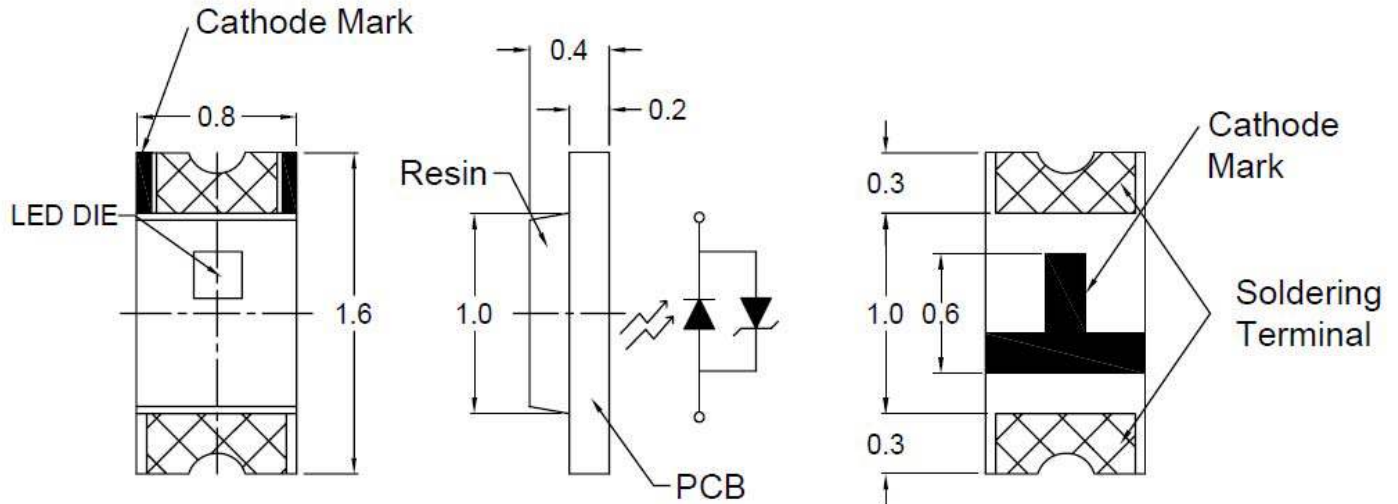 Cathode Mark
0.8
LED DIE
1.6
0.4
0.2
Resin
1.0
PCB
Cathode
Mark
0.3
1.0
0.6
Soldering
Terminal
0.3